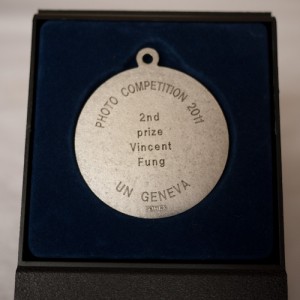 PHOTO COMPETITION 2011
2nd
prize
Vincent
Fung
UN GENEVA